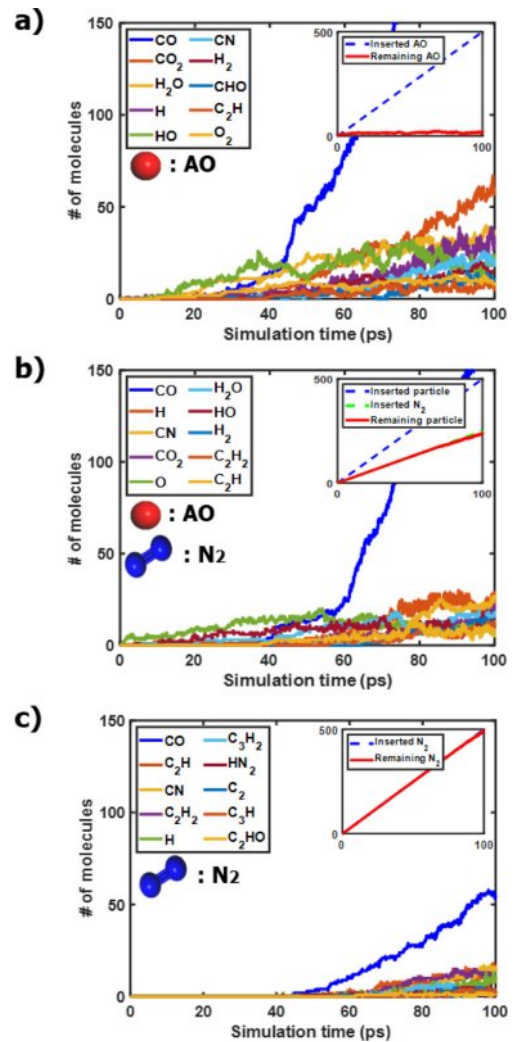 a)
150
100
50
0
# of molecules
CO CN
CO₂ H₂
H₂O CHO
H C₂H
HO O₂
: AO
500
Inserted AO
Remaining AO
0
0 100
0 20 40 60 80 100
Simulation time (ps)
b)
150
100
50
0
# of molecules
CO H₂O
H HO
CN H₂
CO₂ C₂H₂
O C₂H
: AO
: N₂
500
Inserted particle
Inserted N₂
Remaining particle
0
0 100
0 20 40 60 80 100
Simulation time (ps)
c)
150
100
50
0
# of molecules
CO C₃H₂
C₂H HN₂
CN C₂
C₂H₂ C₃H
H C₂HO
: N₂
500
Inserted N₂
Remaining N₂
0
0 100
0 20 40 60 80 100
Simulation time (ps)